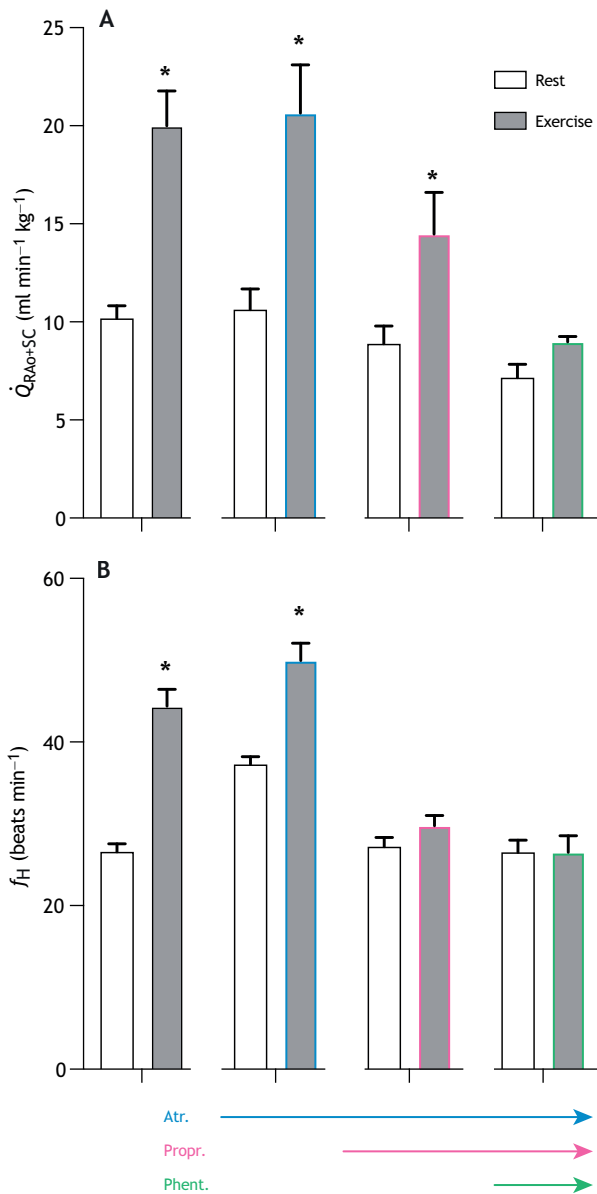 A
25
20
15
10
5
0
Q̇RAo+SC (ml min−1 kg−1)
* * *
Rest
Exercise
B
60
40
20
0
fH (beats min−1)
* *
Atr.
Propr.
Phent.